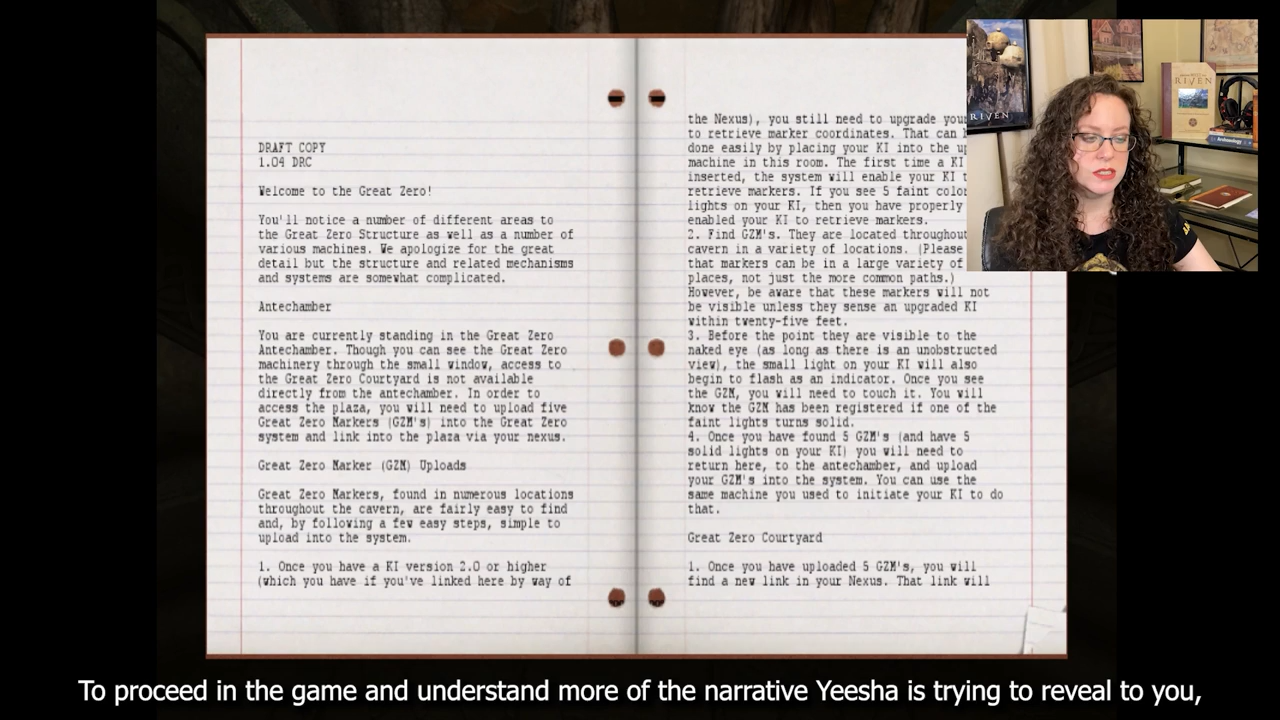 DRAFT COPY
1.04 DRC
Welcome to the Great Zero!
You'll notice a number of different areas to
the Great Zero Structure as well as a number of
various machines. We apologize for the great
detail but the structure and related mechanisms
and systems are somewhat complicated.
Antechamber
You are currently standing in the Great Zero
Antechamber. Though you can see the Great Zero
machinery through the small window, access to
the Great Zero Courtyard is not available
directly from the antechamber. In order to
access the plaza, you will need to upload five
Great Zero Markers (GZM's) into the Great Zero
system and link into the plaza via your nexus.
Great Zero Marker (GZM) Uploads
Great Zero Markers, found in numerous locations
throughout the cavern, are fairly easy to find
and, by following a few easy steps, simple to
upload into the system.
1. Once you have a KI version 2.0 or higher
(which you have if you've linked here by way of
the Nexus), you still need to upgrade your
to retrieve marker coordinates. That can
done easily by placing your KI into the
machine in this room. The first time a KI
inserted, the system will enable your KI
retrieve markers. If you see 5 faint
lights on your KI, then you have properly
enabled your KI to retrieve markers.
2. Find GZM's. They are located throughout
cavern in a variety of locations. (Please
that markers can be in a large variety of
places, not just the more common paths.)
However, be aware that these markers will not
be visible unless they sense an upgraded KI
within twenty-five feet.
3. Before the point they are visible to the
naked eye (as long as there is an unobstructed
view), the small light on your KI will also
begin to flash as an indicator. Once you see
the GZM, you will need to touch it. You will
know the GZM has been registered if one of the
faint lights turns solid.
4. Once you have found 5 GZM's (and have 5
solid lights on your KI) you will need to
return here, to the antechamber, and upload
your GZM's into the system. You can use the
same machine you used to initiate your KI to do
that.
Great Zero Courtyard
1. Once you have uploaded 5 GZM's, you will
find a new link in your Nexus. That link will
RIVEN
RIVEN
To proceed in the game and understand more of the narrative Yeesha is trying to reveal to you,